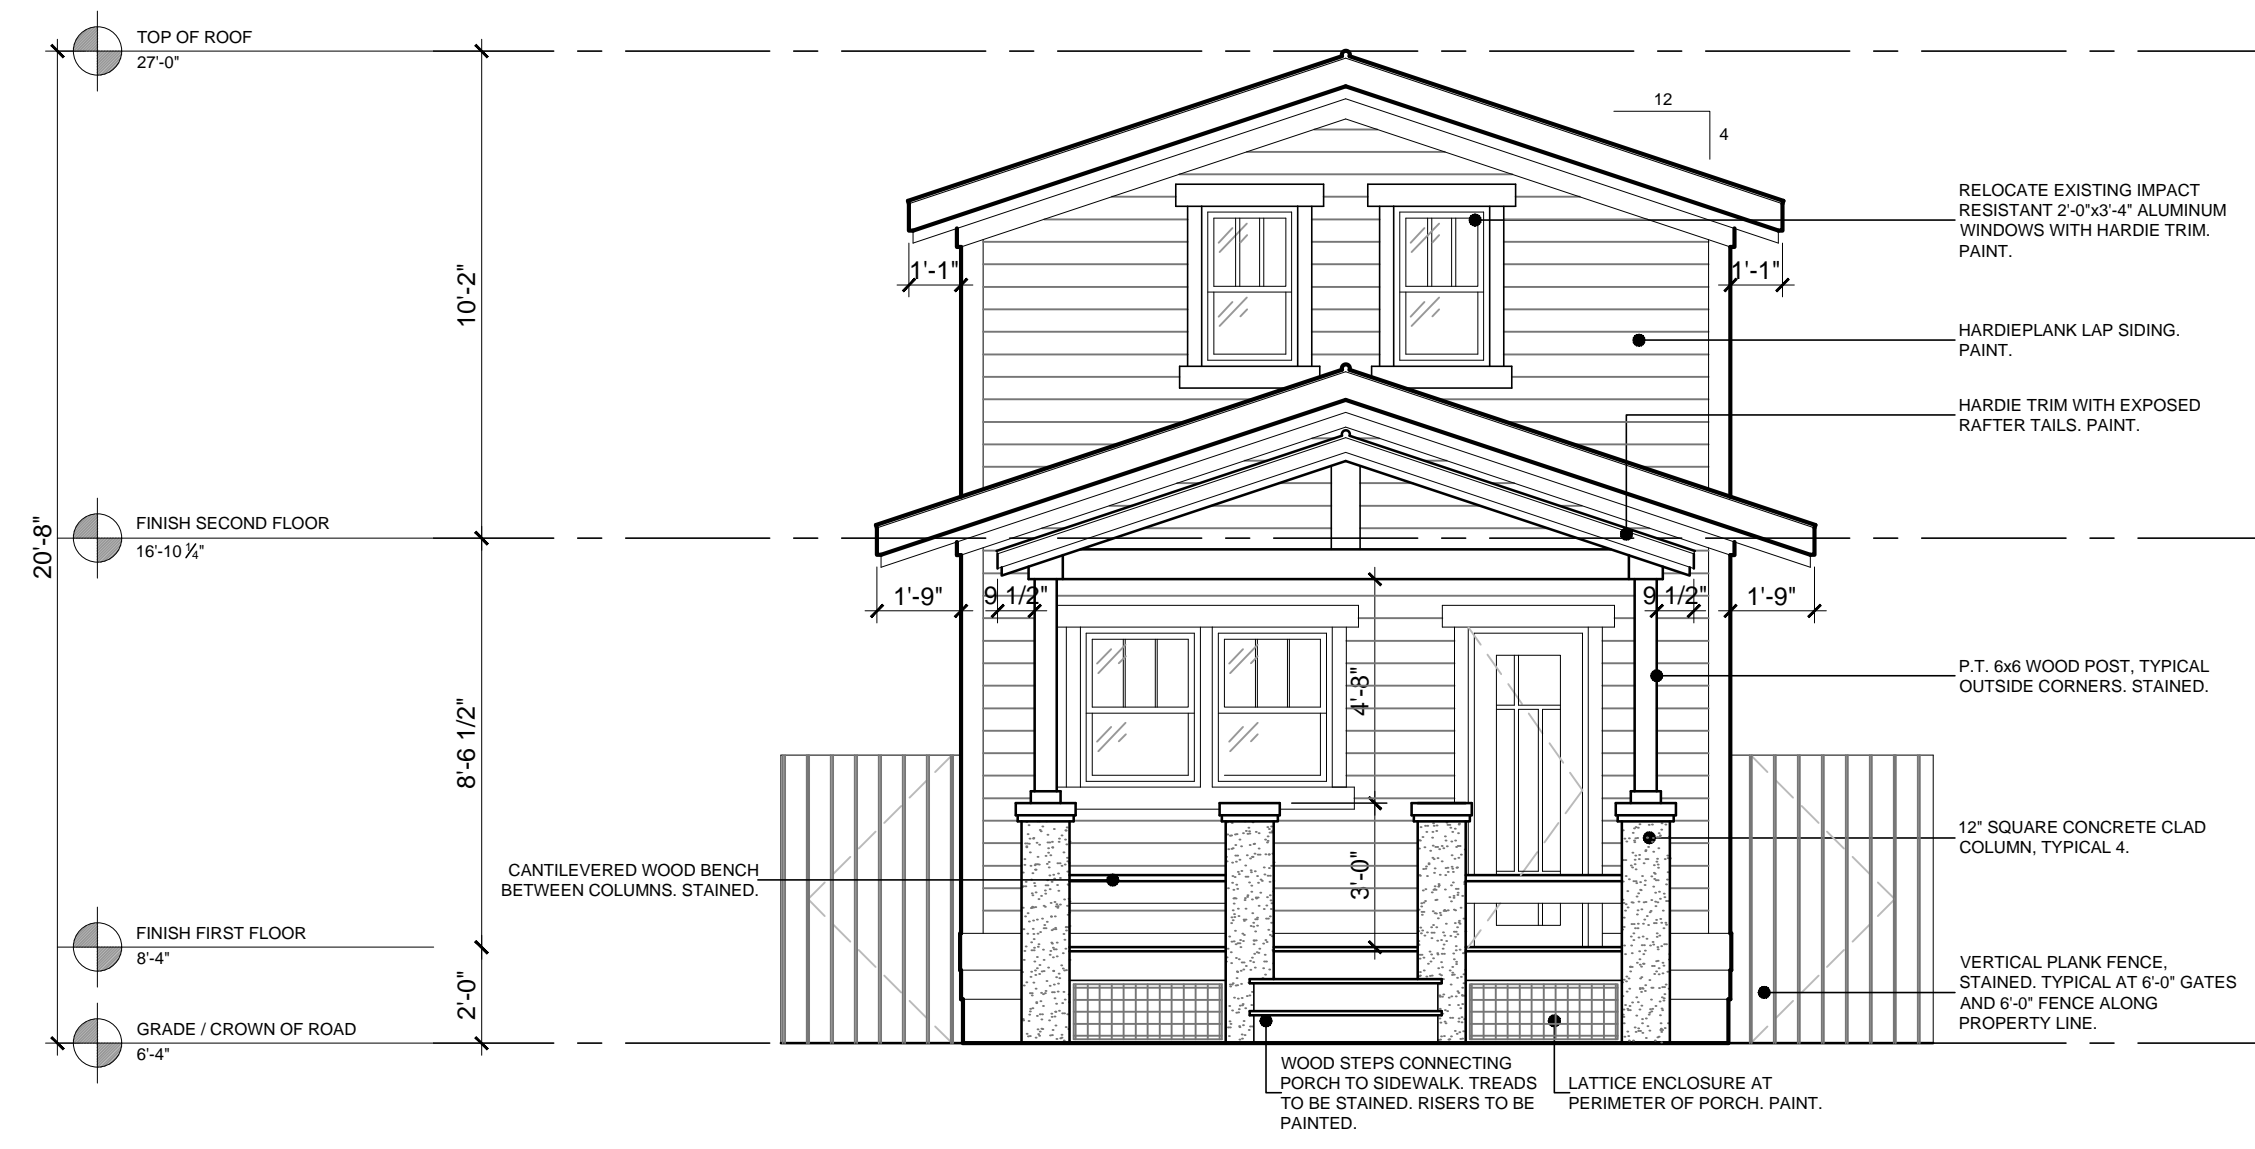 TOP OF ROOF
27'-0"
12
4
RELOCATE EXISTING IMPACT
RESISTANT 2'-0"x3'-4" ALUMINUM
WINDOWS WITH HARDIE TRIM.
PAINT.
10'-2"
1'-1"
1'-1"
HARDIEPLANK LAP SIDING.
PAINT.
HARDIE TRIM WITH EXPOSED
RAFTER TAILS. PAINT.
20'-8"
FINISH SECOND FLOOR
16'-10 ¼"
1'-9"
9 1/2"
9 1/2"
1'-9"
P.T. 6x6 WOOD POST, TYPICAL
OUTSIDE CORNERS. STAINED.
4'-8"
8'-6 1/2"
12" SQUARE CONCRETE CLAD
COLUMN, TYPICAL 4.
CANTILEVERED WOOD BENCH
BETWEEN COLUMNS. STAINED.
3'-0"
FINISH FIRST FLOOR
8'-4"
VERTICAL PLANK FENCE,
STAINED. TYPICAL AT 6'-0" GATES
AND 6'-0" FENCE ALONG
PROPERTY LINE.
2'-0"
GRADE / CROWN OF ROAD
6'-4"
WOOD STEPS CONNECTING
PORCH TO SIDEWALK. TREADS
TO BE STAINED. RISERS TO BE
PAINTED.
LATTICE ENCLOSURE AT
PERIMETER OF PORCH. PAINT.